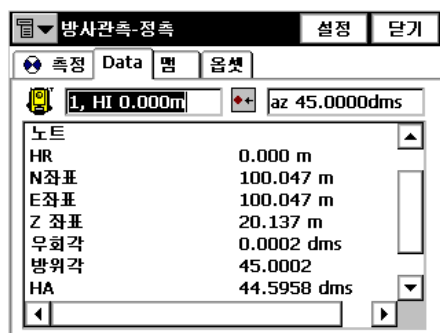 방사관측-정측 설정 닫기
측정 Data 맴 옵셋
1, HI 0.000m az 45.0000dms
노트
HR 0.000 m
N좌표 100.047 m
E좌표 100.047 m
Z 좌표 20.137 m
우회각 0.0002 dms
방위각 45.0002
HA 44.5958 dms